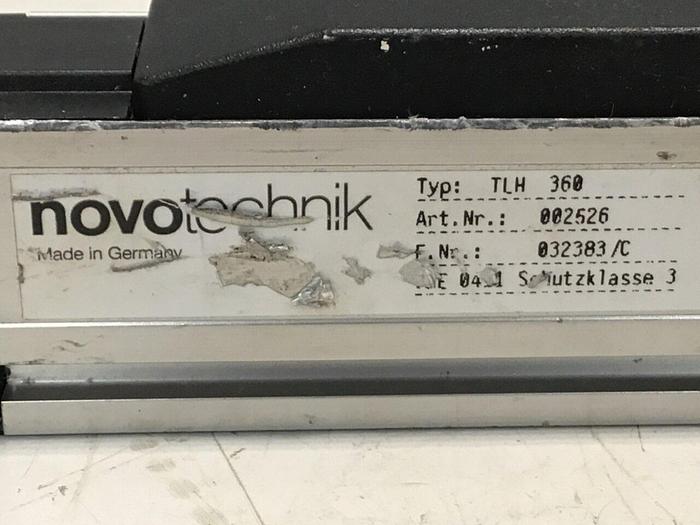 novotechnik
Made in Germany
Typ: TLH 360
Art.Nr.: 002526
F.Nr.: 032383/C
Schutzklasse 3